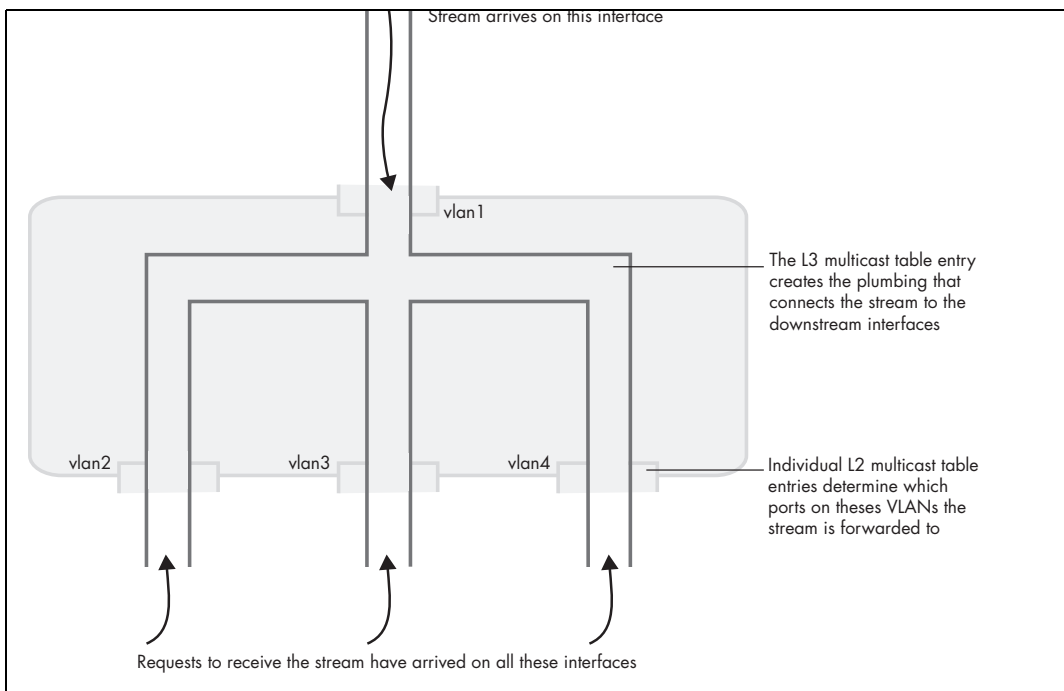 Stream arrives on this interface
vlan1
The L3 multicast table entry
creates the plumbing that
connects the stream to the
downstream interfaces
vlan2
vlan3
vlan4
Individual L2 multicast table
entries determine which
ports on theses VLANs the
stream is forwarded to
Requests to receive the stream have arrived on all these interfaces